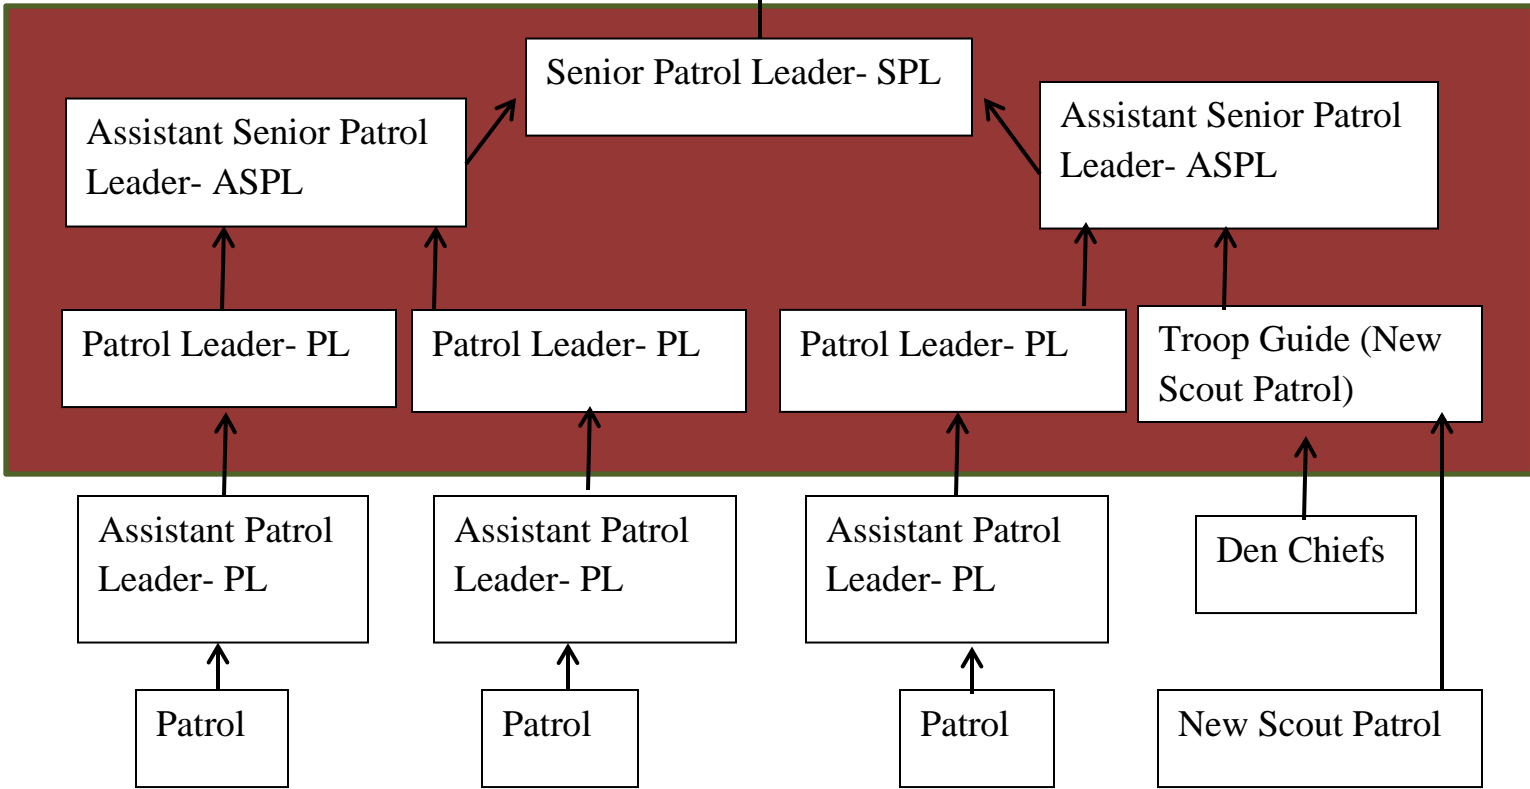 Senior Patrol Leader- SPL
Assistant Senior Patrol
Leader- ASPL
Assistant Senior Patrol
Leader- ASPL
Patrol Leader- PL
Patrol Leader- PL
Patrol Leader- PL
Troop Guide (New
Scout Patrol)
Assistant Patrol
Leader- PL
Assistant Patrol
Leader- PL
Assistant Patrol
Leader- PL
Den Chiefs
Patrol
Patrol
Patrol
New Scout Patrol